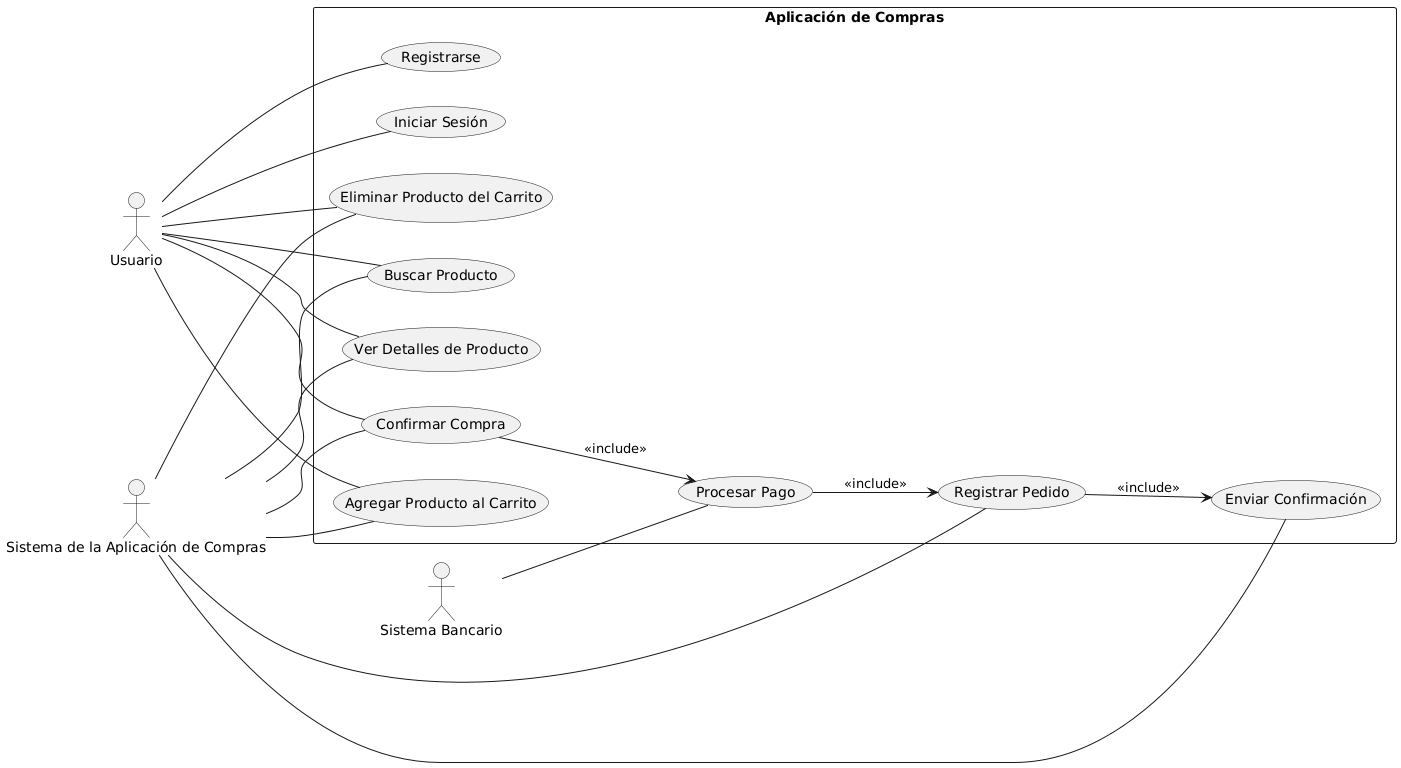 Aplicación de Compras
Registrarse
Iniciar Sesión
Eliminar Producto del Carrito
Usuario
Buscar Producto
Ver Detalles de Producto
Confirmar Compra
«include»
Agregar Producto al Carrito
Procesar Pago
«include»
Registrar Pedido
«include»
Enviar Confirmación
Sistema de la Aplicación de Compras
Sistema Bancario